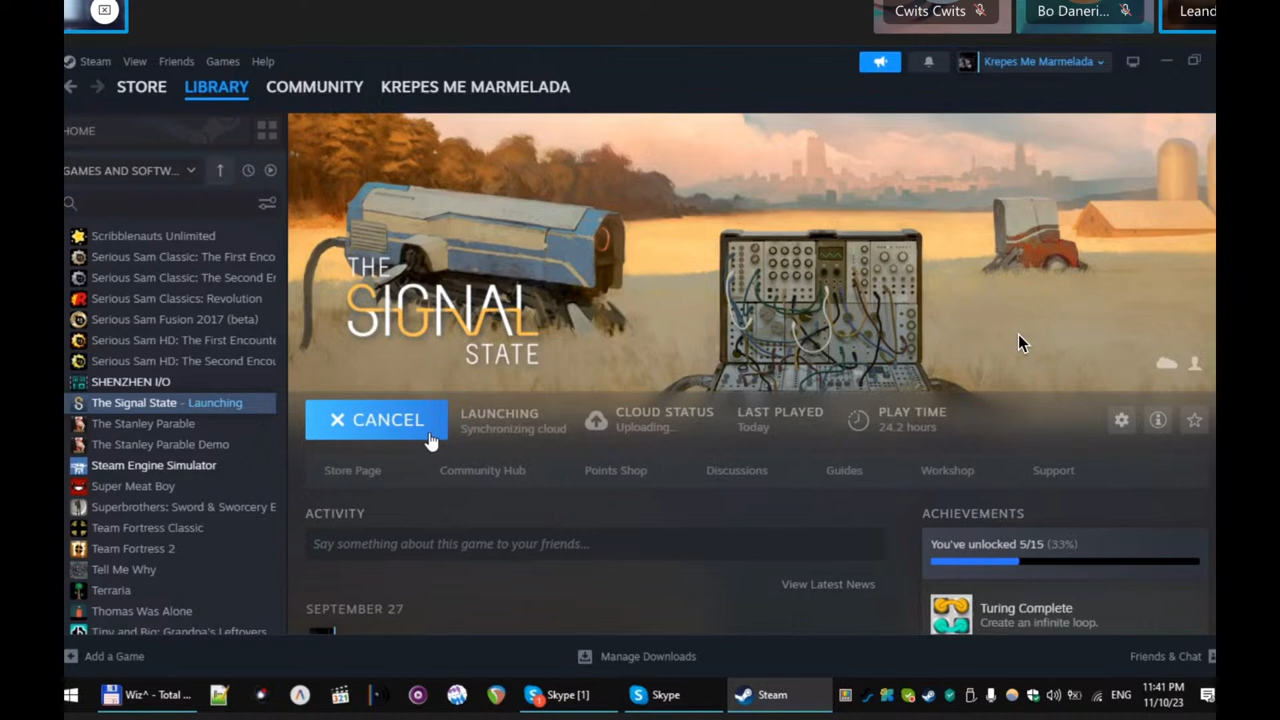 Cwits Cwits
Bo Daneri...
Leand
Steam View Friends Games Help
Krepes Me Marmelada
STORE LIBRARY COMMUNITY KREPES ME MARMELADA
HOME
GAMES AND SOFTW...
Scribblenauts Unlimited
Serious Sam Classic: The First Enco
Serious Sam Classic: The Second En
Serious Sam Classics: Revolution
Serious Sam Fusion 2017 (beta)
Serious Sam HD: The First Encounte
Serious Sam HD: The Second Encou
SHENZHEN I/O
The Signal State - Launching
The Stanley Parable
The Stanley Parable Demo
Steam Engine Simulator
Super Meat Boy
Superbrothers: Sword & Sworcery E
Team Fortress Classic
Team Fortress 2
Tell Me Why
Terraria
Thomas Was Alone
Tiny and Big: Grandpa's Leftovers
THE
SIGNAL
STATE
CANCEL
LAUNCHING
Synchronizing cloud
CLOUD STATUS
Uploading...
LAST PLAYED
Today
PLAY TIME
24.2 hours
Store Page Community Hub Points Shop Discussions Guides Workshop Support
ACTIVITY
Say something about this game to your friends...
View Latest News
SEPTEMBER 27
ACHIEVEMENTS
You've unlocked 5/15 (33%)
Turing Complete
Create an infinite loop.
Add a Game
Manage Downloads
Friends & Chat
Wiz^ - Total ...
Skype [1]
Skype
Steam
ENG
11:41 PM
11/10/23